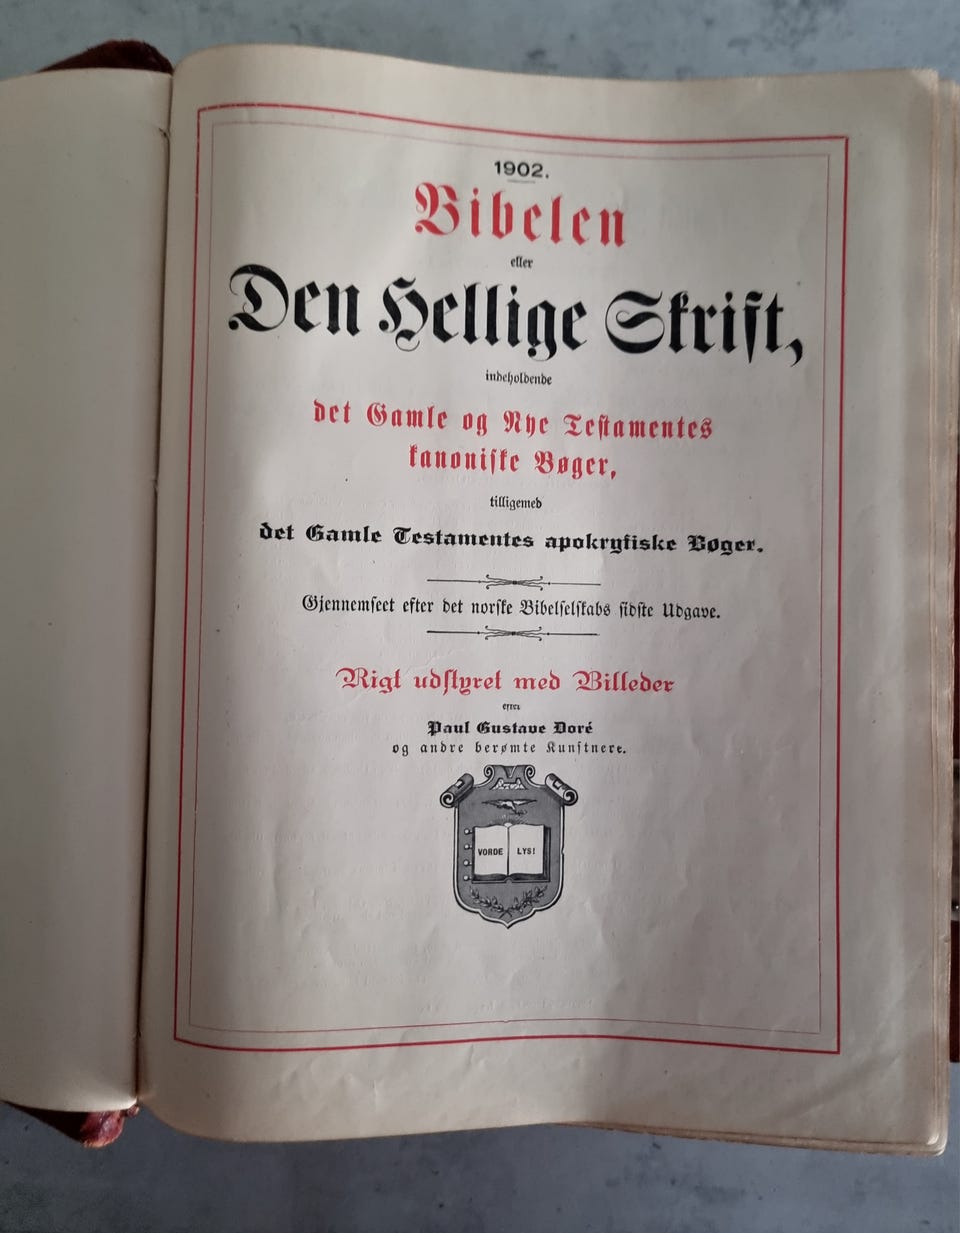 1902.
Bibelen
eller
Den Hellige Skrift,
indeholdende
det Gamle og Nye Testamentes
kanoniske Bøger,
tilligemed
det Gamle Testamentes apokryfiske Bøger.
Gjennemseet efter det norske Bibelselskabs sidste Udgave.
Rigt udstyret med Billeder
efter
Paul Gustave Doré
og andre berømte Kunstnere.
VORDE LYS!